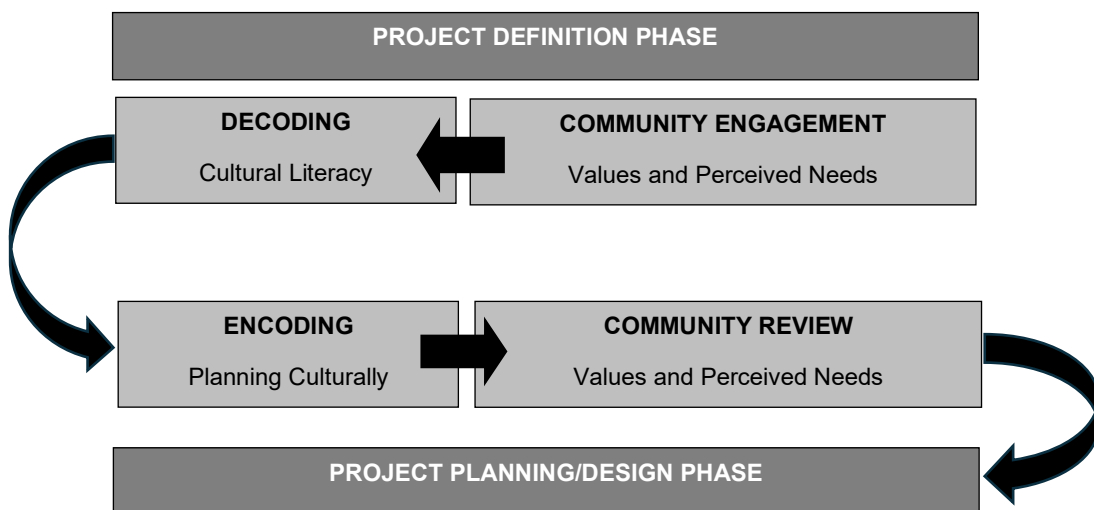 PROJECT DEFINITION PHASE
DECODING
Cultural Literacy
COMMUNITY ENGAGEMENT
Values and Perceived Needs
ENCODING
Planning Culturally
COMMUNITY REVIEW
Values and Perceived Needs
PROJECT PLANNING/DESIGN PHASE